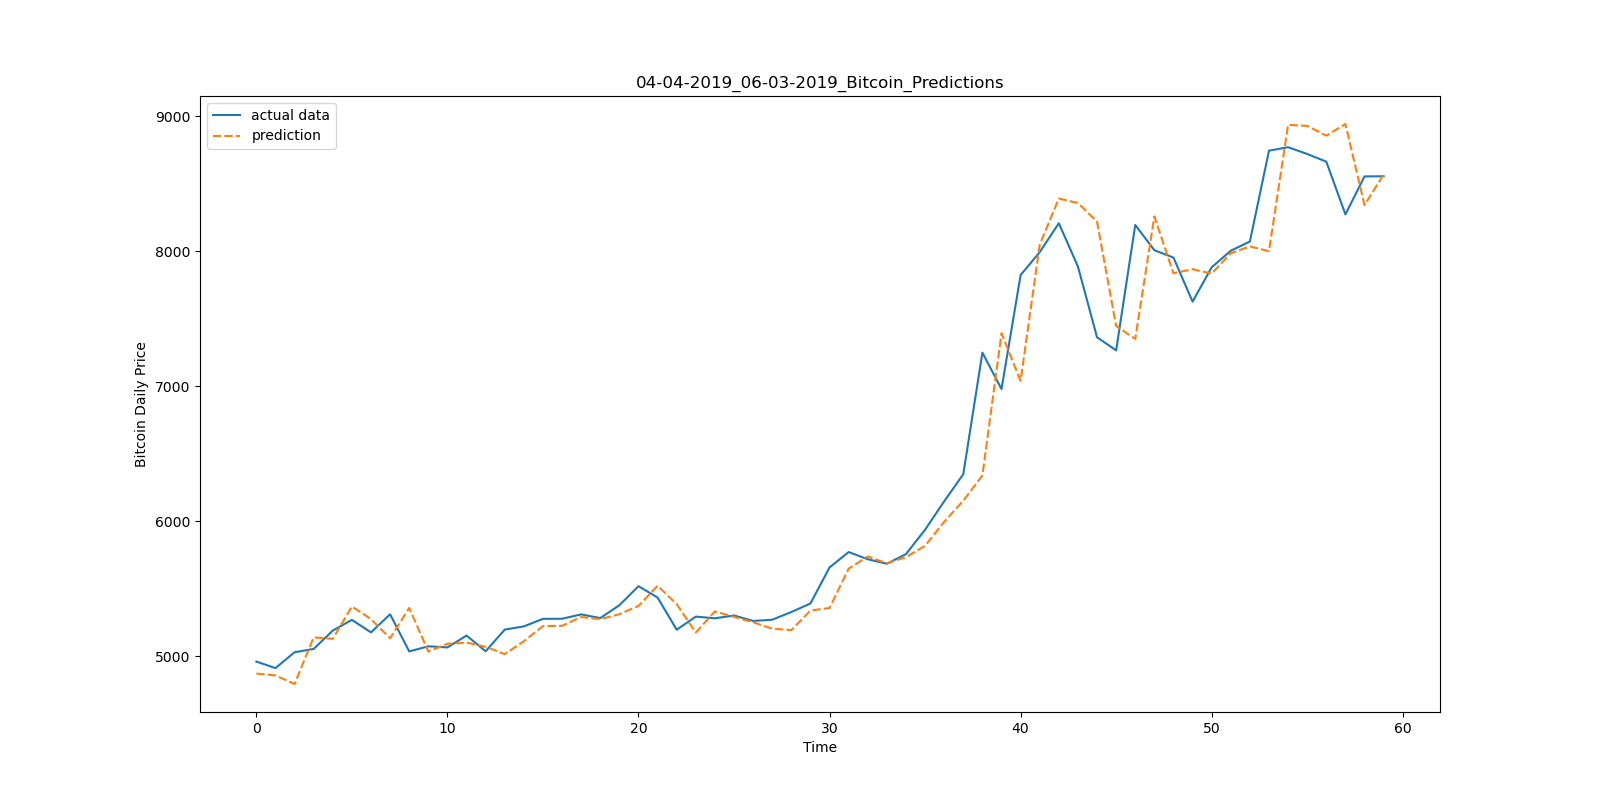 04-04-2019_06-03-2019_Bitcoin_Predictions
actual data
prediction
9000
8000
7000
6000
5000
Bitcoin Daily Price
0 10 20 30 40 50 60
Time